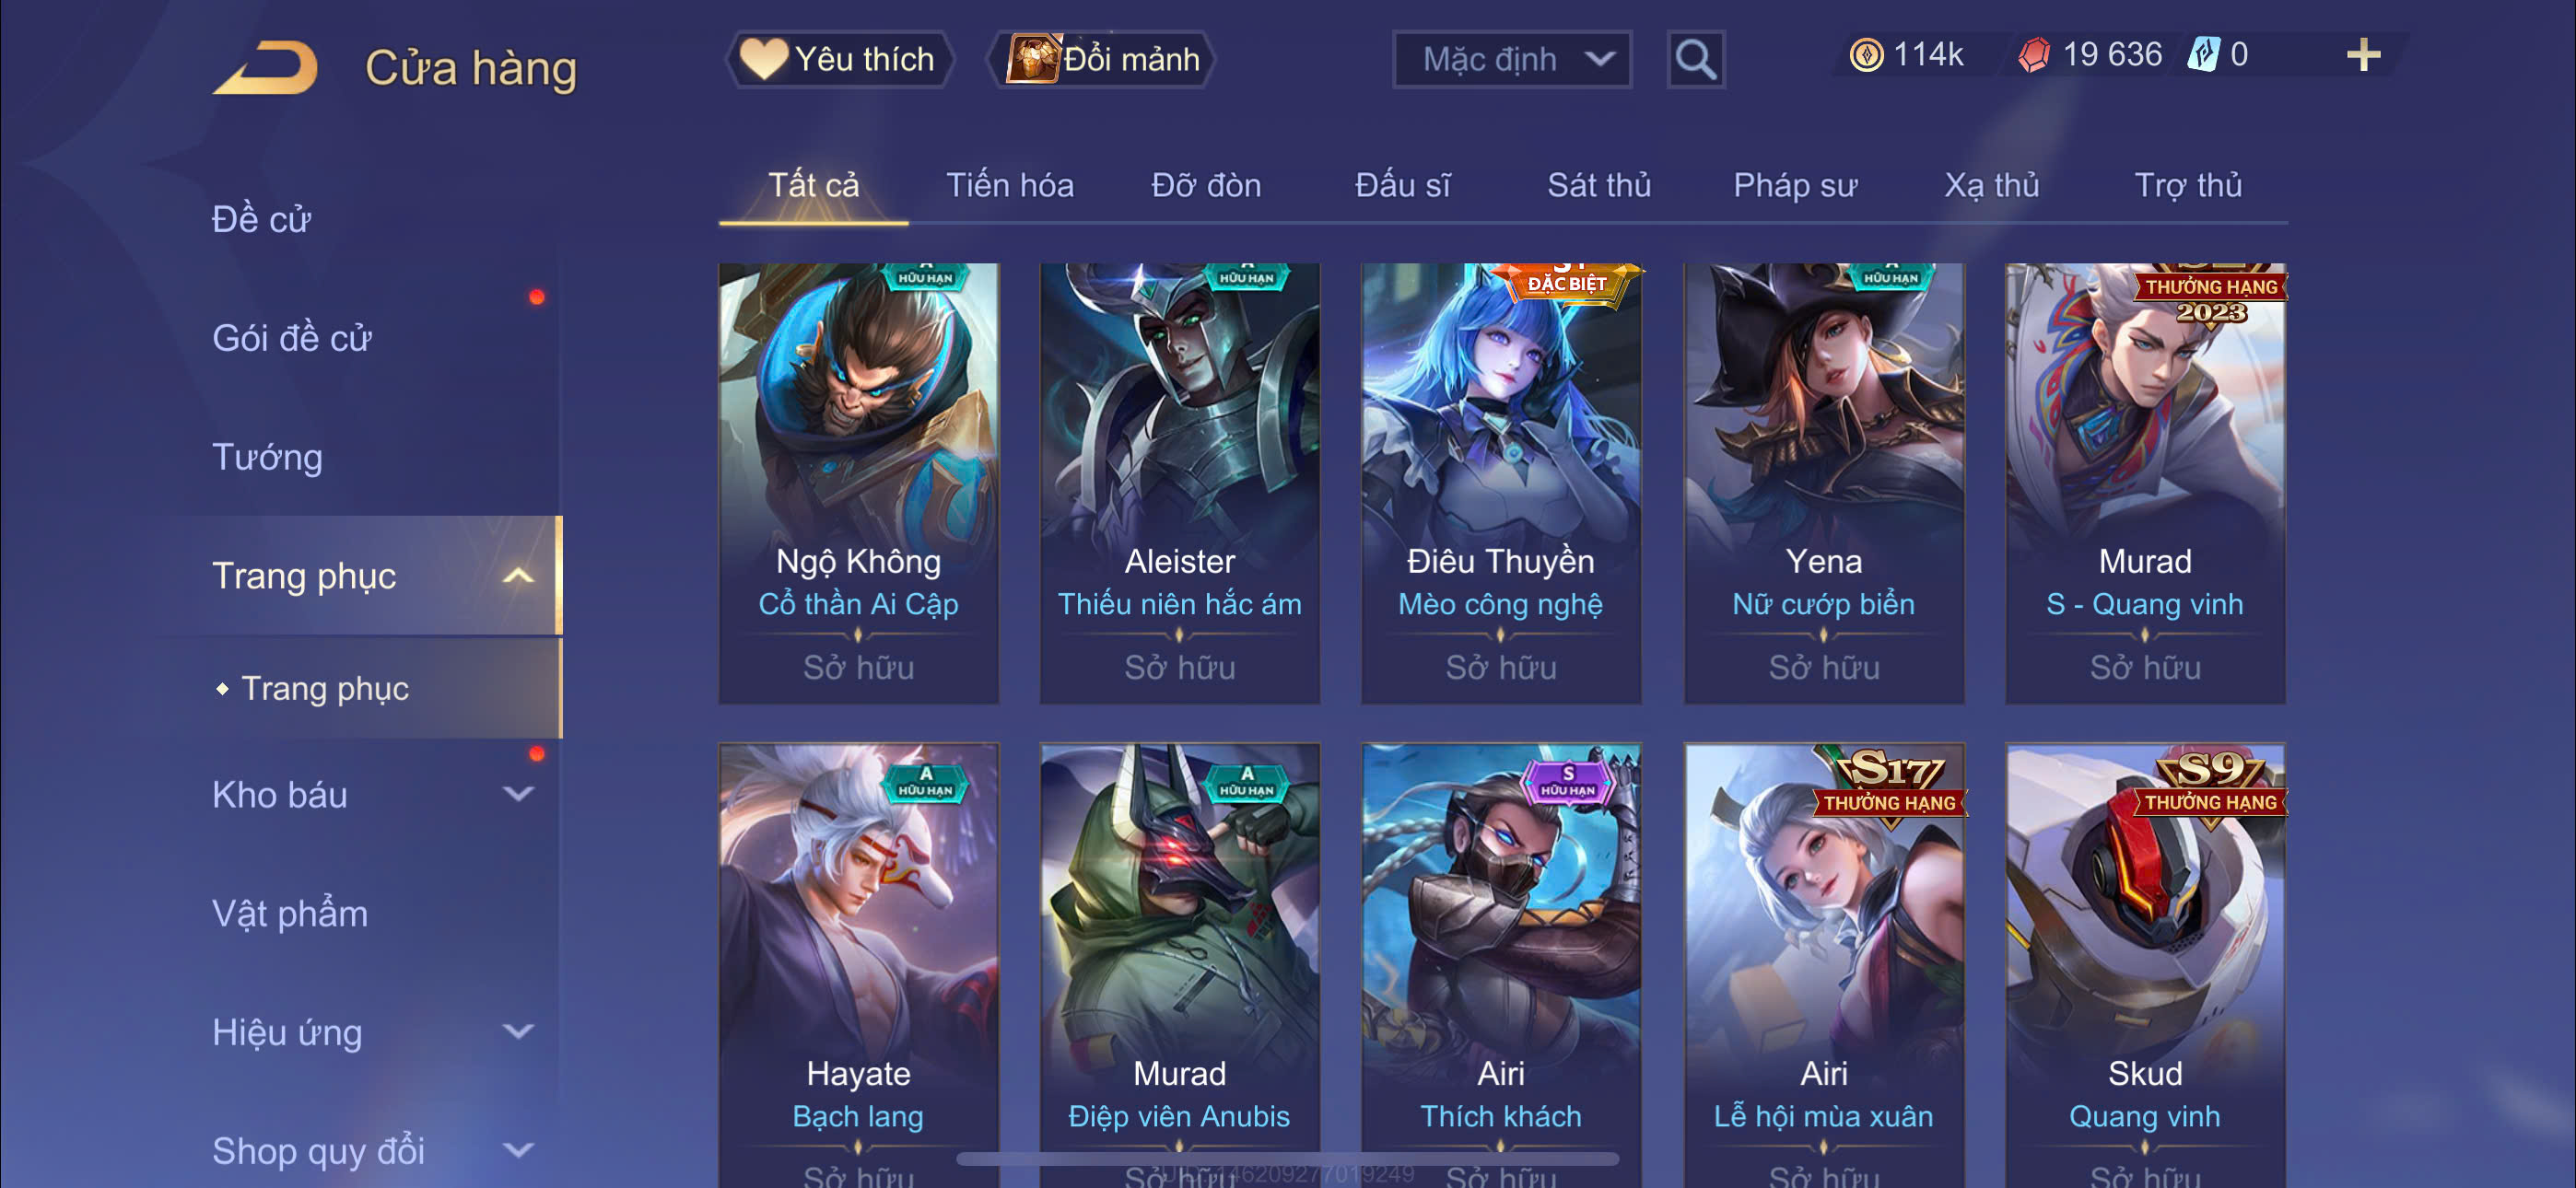 Cửa hàng
Yêu thích
Đổi mảnh
Mặc định
114k
19 636
0
Tất cả
Tiến hóa
Đỡ đòn
Đấu sĩ
Sát thủ
Pháp sư
Xạ thủ
Trợ thủ
Đề cử
Gói đề cử
Tướng
Trang phục
Trang phục
Kho báu
Vật phẩm
Hiệu ứng
Shop quy đổi
HỮU HẠN
Ngộ Không
Cổ thần Ai Cập
Sở hữu
HỮU HẠN
Aleister
Thiếu niên hắc ám
Sở hữu
ĐẶC BIỆT
Điêu Thuyền
Mèo công nghệ
Sở hữu
HỮU HẠN
Yena
Nữ cướp biển
Sở hữu
THƯỞNG HẠNG
2023
Murad
S - Quang vinh
Sở hữu
A
HỮU HẠN
Hayate
Bạch lang
Sở hữu
A
HỮU HẠN
Murad
Điệp viên Anubis
Sở hữu
S
HỮU HẠN
Airi
Thích khách
Sở hữu
S17
THƯỞNG HẠNG
Airi
Lễ hội mùa xuân
Sở hữu
S9
THƯỞNG HẠNG
Skud
Quang vinh
Sở hữu